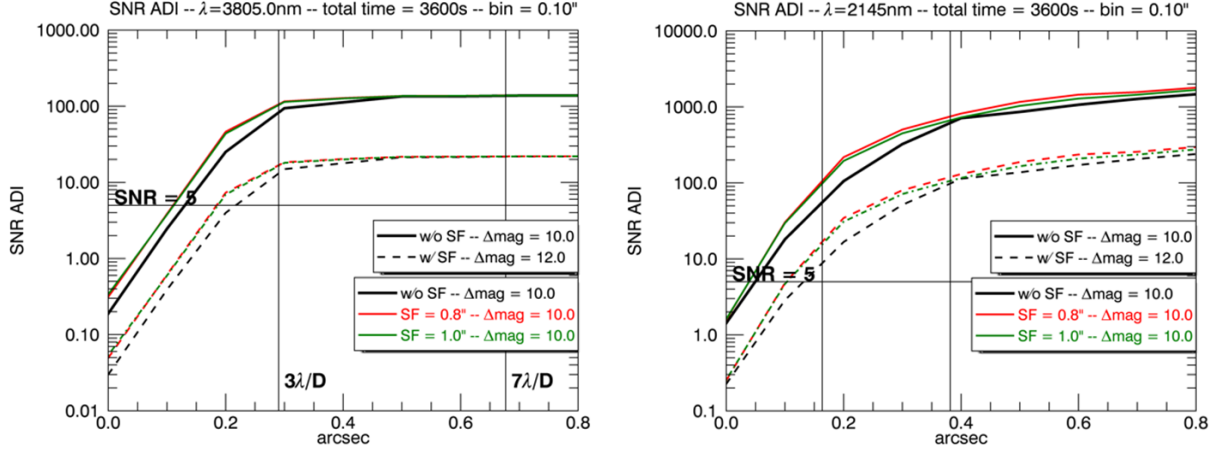 SNR ADI -- λ=3805.0nm -- total time = 3600s -- bin = 0.10"
1000.00
100.00
10.00
1.00
0.10
0.01
SNR ADI
SNR = 5
w/o SF -- Δmag = 10.0
w/ SF -- Δmag = 12.0
w/o SF -- Δmag = 10.0
SF = 0.8" -- Δmag = 10.0
SF = 1.0" -- Δmag = 10.0
3λ/D
7λ/D
0.0 0.2 0.4 0.6 0.8
arcsec
SNR ADI -- λ=2145nm -- total time = 3600s -- bin = 0.10"
10000.0
1000.0
100.0
10.0
1.0
0.1
SNR ADI
SNR = 5
w/o SF -- Δmag = 10.0
w/ SF -- Δmag = 12.0
w/o SF -- Δmag = 10.0
SF = 0.8" -- Δmag = 10.0
SF = 1.0" -- Δmag = 10.0
0.0 0.2 0.4 0.6 0.8
arcsec